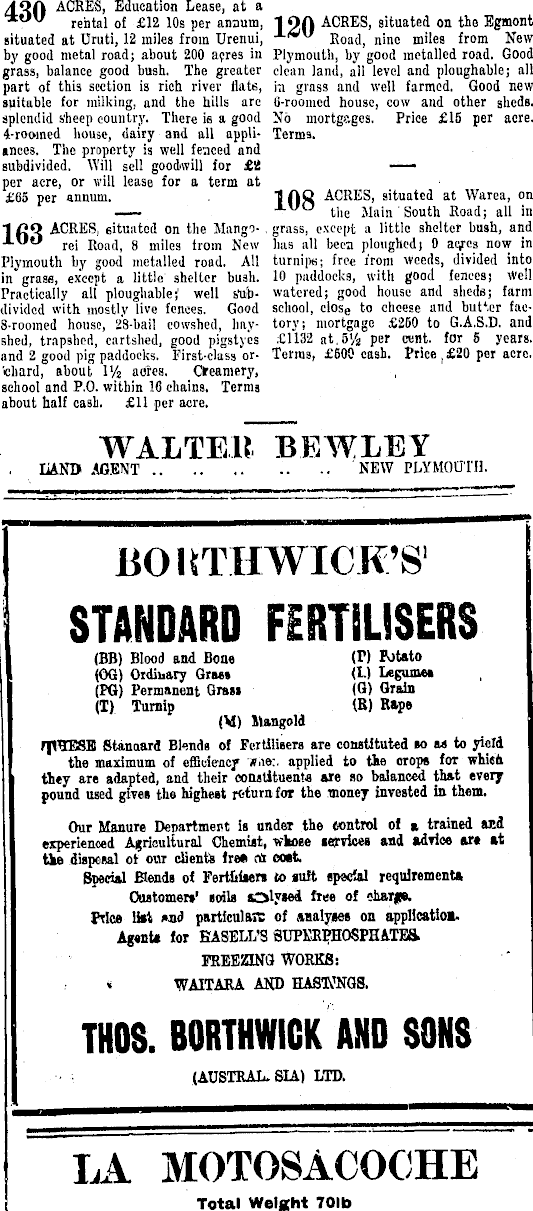 430 ACRES, Education Lease, at a
rental of £12 10s per annum,
situated at Uruti, 12 miles from Urenui,
by good metal road; about 200 acres in
grass, balance good bush. The greater
part of this section is rich river flats,
suitable for milking, and the hills are
splendid sheep country. There is a good
4-roomed house, dairy and all appli-
ances. The property is well fenced and
subdivided. Will sell goodwill for £2
per acre, or will lease for a term at
£65 per annum.
163 ACRES, situated on the Mango-
rei Road, 8 miles from New
Plymouth by good metalled road. All
in grass, except a little shelter bush.
Practically all ploughable; well sub-
divided with mostly live fences. Good
8-roomed house, 28-bail cowshed, hay-
shed, trapshed, cartshed, good pigstyes
and 2 good pig paddocks. First-class or-
chard, about 1½ acres. Creamery,
school and P.O. within 16 chains. Terms
about half cash. £11 per acre.
120 ACRES, situated on the Egmont
Road, nine miles from New
Plymouth, by good metalled road. Good
clean land, all level and ploughable; all
in grass and well farmed. Good new
6-roomed house, cow and other sheds.
No mortgages. Price £15 per acre.
Terms.
108 ACRES, situated at Warea, on
the Main South Road; all in
grass, except a little shelter bush, and
has all been ploughed; 9 acres now in
turnips; free from weeds, divided into
10 paddocks, with good fences; well
watered; good house and sheds; farm
school, close to cheese and butter fac-
tory; mortgage £250 to G.A.S.D. and
£1132 at 5½ per cent. for 5 years.
Terms, £500 cash. Price £20 per acre.
WALTER BEWLEY
LAND AGENT .. .. .. .. .. NEW PLYMOUTH.
BORTHWICK'S
STANDARD FERTILISERS
(BB) Blood and Bone (P) Potato
(OG) Ordinary Grass (L) Legumes
(PG) Permanent Grass (G) Grain
(T) Turnip (R) Rape
(M) Mangold
THESE Standard Blends of Fertilisers are constituted so as to yield
the maximum of efficiency when applied to the crops for which
they are adapted, and their constituents are so balanced that every
pound used gives the highest return for the money invested in them.
Our Manure Department is under the control of a trained and
experienced Agricultural Chemist, whose services and advice are at
the disposal of our clients free of cost.
Special Blends of Fertilisers to suit special requirements
Customers' soils analysed free of charge.
Price list and particulars of analyses on application.
Agents for HASELL'S SUPERPHOSPHATES.
FREEZING WORKS:
WAITARA AND HASTINGS.
THOS. BORTHWICK AND SONS
(AUSTRALASIA) LTD.
LA MOTOSACOCHE
Total Weight 70lb